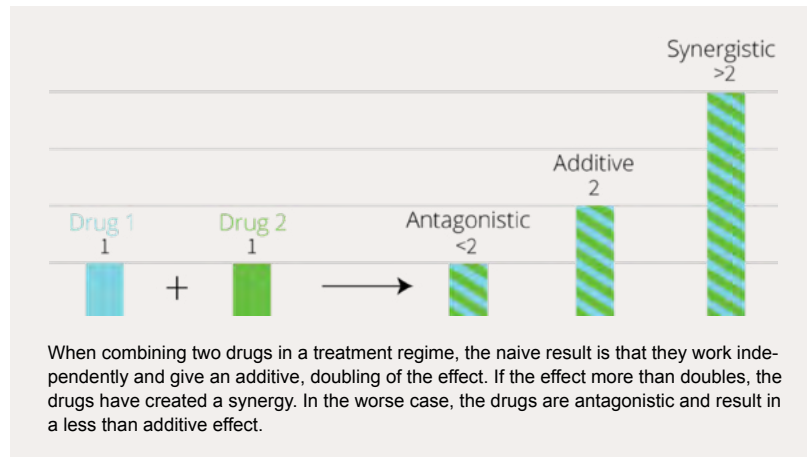 Synergistic
>2
Additive
2
Drug 1
1
Drug 2
1
Antagonistic
<2
+
When combining two drugs in a treatment regime, the naive result is that they work inde-
pendently and give an additive, doubling of the effect. If the effect more than doubles, the
drugs have created a synergy. In the worse case, the drugs are antagonistic and result in
a less than additive effect.